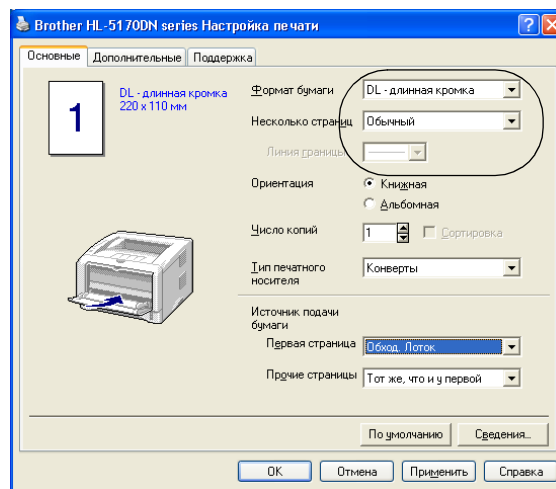 Brother HL-5170DN series Настройка печати
Основные Дополнительные Поддержка
1
DL - длинная кромка
220 x 110 мм
Формат бумаги DL - длинная кромка
Несколько страниц Обычный
Линия границы
Ориентация Книжная
Альбомная
Число копий 1 Сортировка
Тип печатного
носителя
Конверты
Источник подачи
бумаги
Первая страница Обход. Лоток
Прочие страницы Тот же, что и у первой
По умолчанию Сведения...
OK Отмена Применить Справка